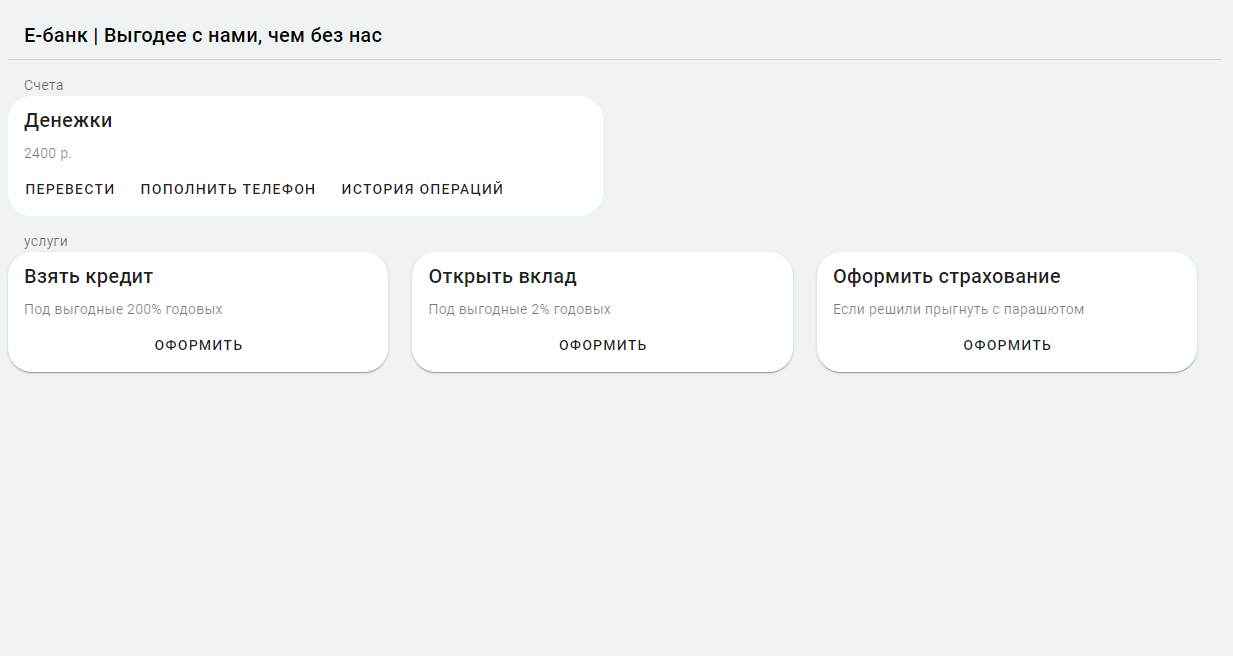 Е-банк | Выгодее с нами, чем без нас
Счета
Денежки
2400 р.
ПЕРЕВЕСТИ ПОПОЛНИТЬ ТЕЛЕФОН ИСТОРИЯ ОПЕРАЦИЙ
услуги
Взять кредит
Под выгодные 200% годовых
ОФОРМИТЬ
Открыть вклад
Под выгодные 2% годовых
ОФОРМИТЬ
Оформить страхование
Если решили прыгнуть с парашютом
ОФОРМИТЬ